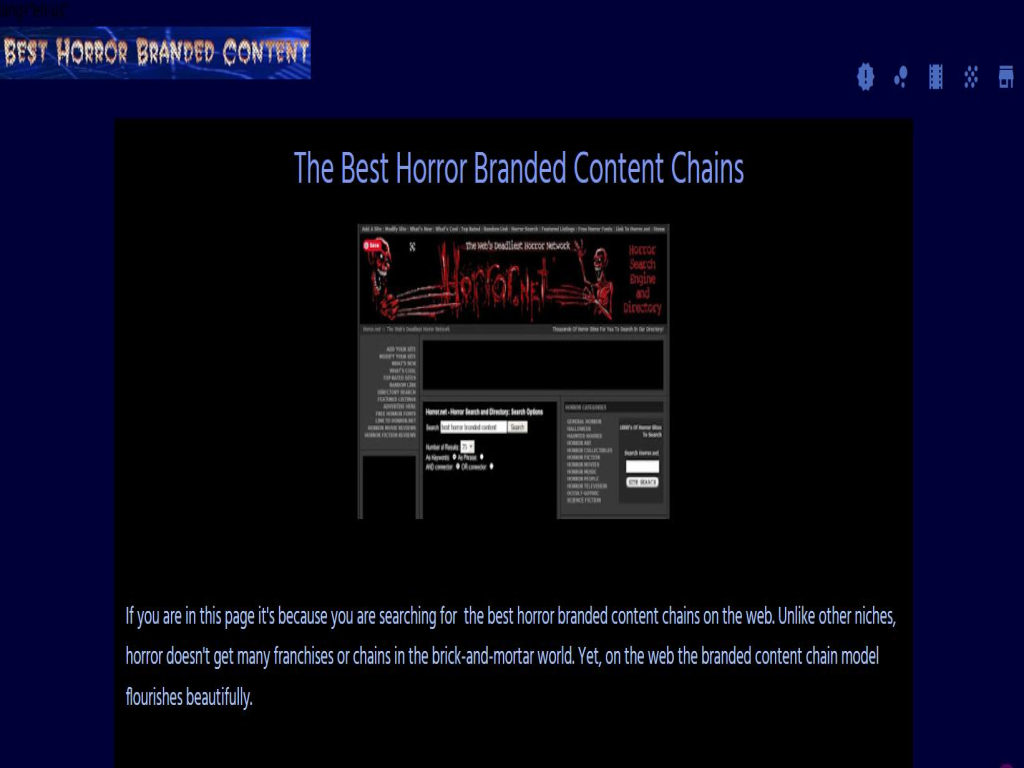 BEST HORROR BRANDED CONTENT
The Best Horror Branded Content Chains
Add A Site | Modify Site | What's New | What's Cool | Top Rated | Random Link | Horror Search | Featured Listings | Free Horror Fonts | Link To Horror.net | Home
Save
The Web's Deadliest Horror Network
Horror.net
Horror
Search
Engine
and
Directory
Horror.net :: The Web's Deadliest Horror Network
Thousands Of Horror Sites For You To Search In Our Directory!
ADD YOUR SITE
MODIFY YOUR SITE
WHAT'S NEW
WHAT'S COOL
TOP RATED SITES
RANDOM LINK
DIRECTORY SEARCH
FEATURED LISTINGS
ADVERTISE HERE
FREE HORROR FONTS
LINK TO HORROR.NET
HORROR MOVIE REVIEWS
HORROR FICTION REVIEWS
Horror.net - Horror Search and Directory: Search Options
Search: best horror branded content Search
Number of Results: 25
As Keywords: As Phrase:
AND connector: OR connector:
HORROR CATEGORIES
GENERAL HORROR
HALLOWEEN
HAUNTED HOUSES
HORROR ART
HORROR COLLECTIBLES
HORROR FICTION
HORROR MOVIES
HORROR MUSIC
HORROR PEOPLE
HORROR TELEVISION
OCCULT-GOTHIC
SCIENCE FICTION
1000's Of Horror Sites
To Search
Search Horror.net
SITE SEARCH
If you are in this page it's because you are searching for the best horror branded content chains on the web. Unlike other niches,
horror doesn't get many franchises or chains in the brick-and-mortar world. Yet, on the web the branded content chain model
flourishes beautifully.